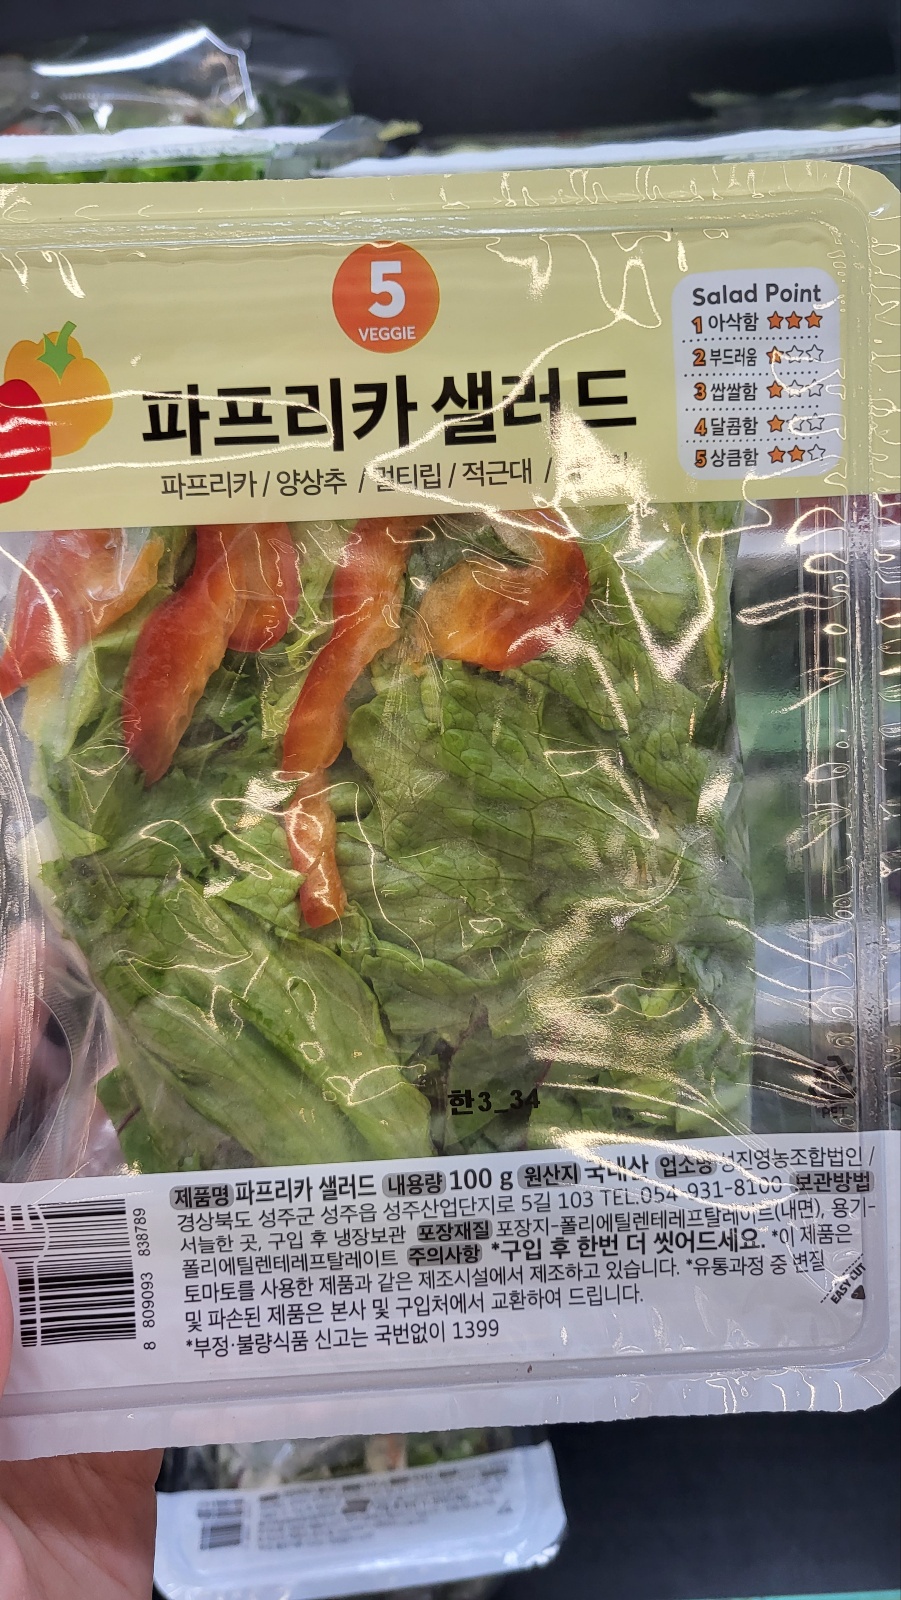 5
VEGGIE
파프리카 샐러드
파프리카 / 양상추 / 멀티립 / 적근대 /
Salad Point
1 아삭함 ★★★
2 부드러움 ★☆☆
3 쌉쌀함 ★☆☆
4 달콤함 ★☆☆
5 상큼함 ★★☆
한3_34
PET
제품명 파프리카 샐러드 내용량 100 g 원산지 국내산 업소명 성진영농조합법인 /
경상북도 성주군 성주읍 성주산업단지로 5길 103 TEL.054-931-8100 보관방법
서늘한 곳, 구입 후 냉장보관 포장재질 포장지-폴리에틸렌테레프탈레이트(내면), 용기-
폴리에틸렌테레프탈레이트 주의사항 *구입 후 한번 더 씻어드세요. *이 제품은
토마토를 사용한 제품과 같은 제조시설에서 제조하고 있습니다. *유통과정 중 변질
및 파손된 제품은 본사 및 구입처에서 교환하여 드립니다.
*부정·불량식품 신고는 국번없이 1399
EASY CUT
8 809093 838789